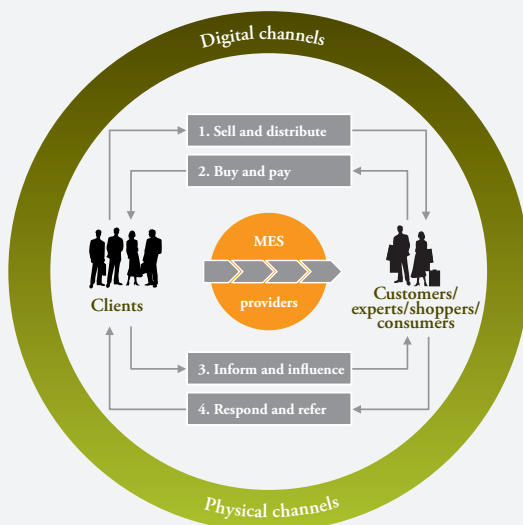 Digital channels
1. Sell and distribute
2. Buy and pay
MES
providers
Clients
Customers/
experts/shoppers/
consumers
3. Inform and influence
4. Respond and refer
Physical channels